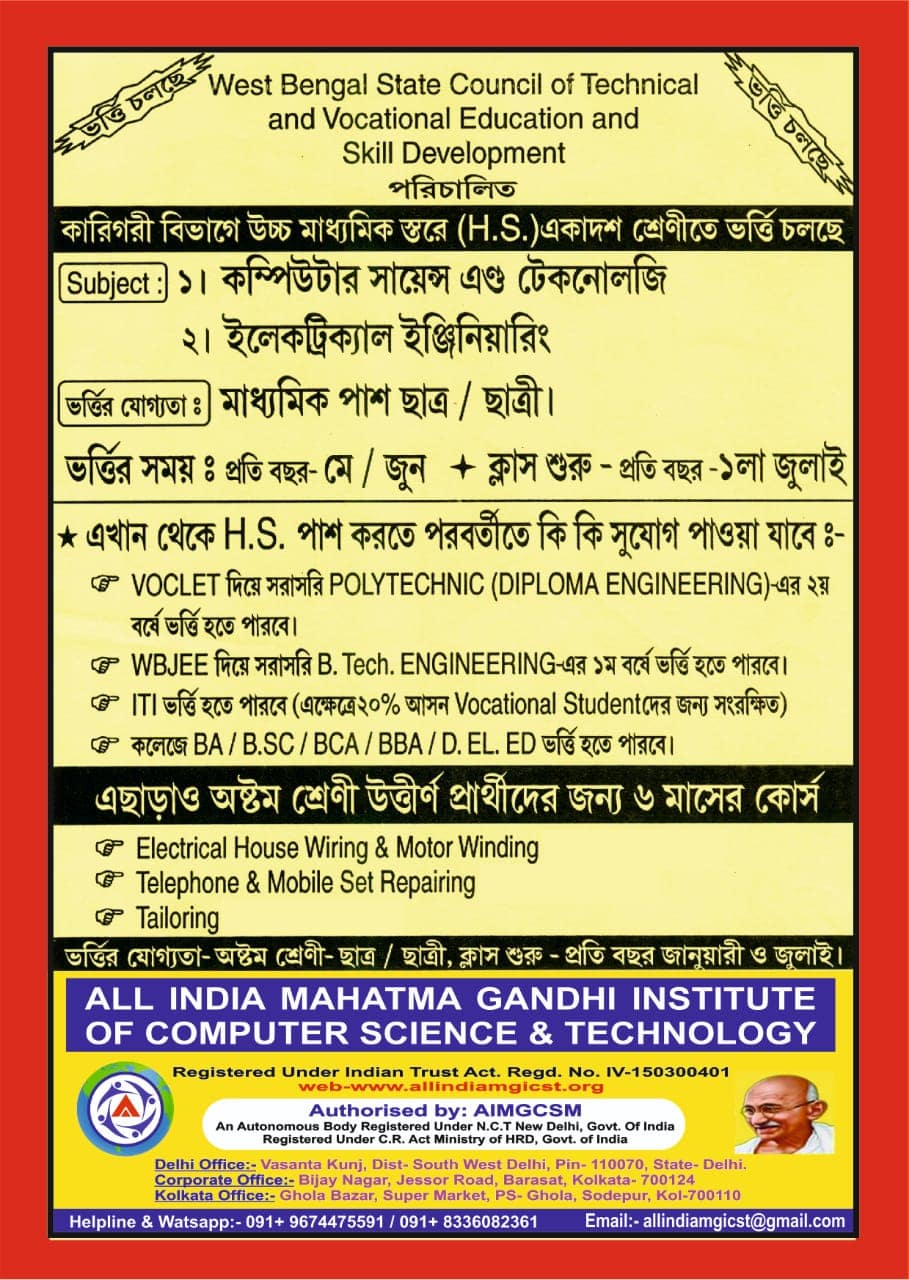 ভর্ত্তি চলছে
ভর্ত্তি চলছে
West Bengal State Council of Technical
and Vocational Education and
Skill Development
পরিচালিত
কারিগরী বিভাগে উচ্চ মাধ্যমিক স্তরে (H.S.)একাদশ শ্রেণীতে ভর্ত্তি চলছে
Subject : ১। কম্পিউটার সায়েন্স এণ্ড টেকনোলজি
২। ইলেকট্রিক্যাল ইঞ্জিনিয়ারিং
ভর্ত্তির যোগ্যতা ঃ মাধ্যমিক পাশ ছাত্র / ছাত্রী।
ভর্ত্তির সময় ঃ প্রতি বছর- মে / জুন ✦ ক্লাস শুরু - প্রতি বছর -১লা জুলাই
★ এখান থেকে H.S. পাশ করতে পরবর্তীতে কি কি সুযোগ পাওয়া যাবে ঃ-
☞ VOCLET দিয়ে সরাসরি POLYTECHNIC (DIPLOMA ENGINEERING)-এর ২য়
বর্ষে ভর্ত্তি হতে পারবে।
☞ WBJEE দিয়ে সরাসরি B. Tech. ENGINEERING-এর ১ম বর্ষে ভর্ত্তি হতে পারবে।
☞ ITI ভর্ত্তি হতে পারবে (এক্ষেত্রে২০% আসন Vocational Studentদের জন্য সংরক্ষিত)
☞ কলেজে BA / B.SC / BCA / BBA / D. EL. ED ভর্ত্তি হতে পারবে।
এছাড়াও অষ্টম শ্রেণী উত্তীর্ণ প্রার্থীদের জন্য ৬ মাসের কোর্স
☞ Electrical House Wiring & Motor Winding
☞ Telephone & Mobile Set Repairing
☞ Tailoring
ভর্ত্তির যোগ্যতা- অষ্টম শ্রেণী- ছাত্র / ছাত্রী, ক্লাস শুরু - প্রতি বছর জানুয়ারী ও জুলাই।
ALL INDIA MAHATMA GANDHI INSTITUTE
OF COMPUTER SCIENCE & TECHNOLOGY
Registered Under Indian Trust Act. Regd. No. IV-150300401
web-www.allindiamgicst.org
Authorised by: AIMGCSM
An Autonomous Body Registered Under N.C.T New Delhi, Govt. Of India
Registered Under C.R. Act Ministry of HRD, Govt. of India
Delhi Office:- Vasanta Kunj, Dist- South West Delhi, Pin- 110070, State- Delhi.
Corporate Office:- Bijay Nagar, Jessor Road, Barasat, Kolkata- 700124
Kolkata Office:- Ghola Bazar, Super Market, PS- Ghola, Sodepur, Kol-700110
Helpline & Watsapp:- 091+ 9674475591 / 091+ 8336082361 Email:- allindiamgicst@gmail.com